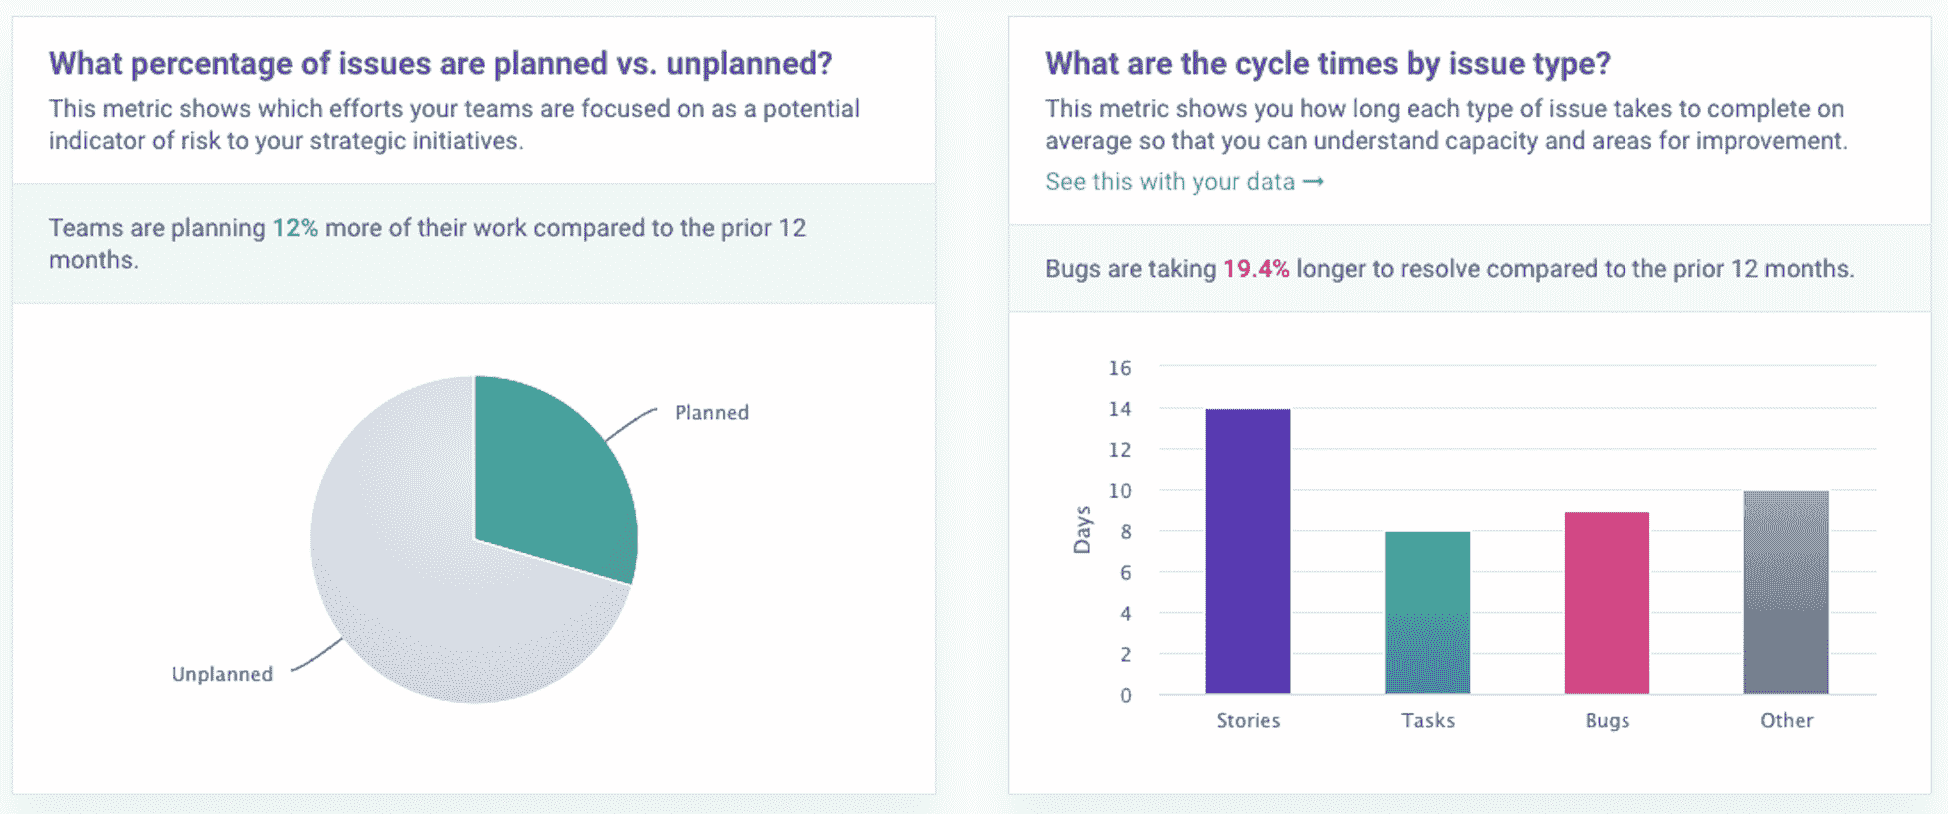 What percentage of issues are planned vs. unplanned?
This metric shows which efforts your teams are focused on as a potential
indicator of risk to your strategic initiatives.
Teams are planning 12% more of their work compared to the prior 12
months.
Planned
Unplanned
What are the cycle times by issue type?
This metric shows you how long each type of issue takes to complete on
average so that you can understand capacity and areas for improvement.
See this with your data →
Bugs are taking 19.4% longer to resolve compared to the prior 12 months.
16
14
12
10
8
6
4
2
0
Days
Stories
Tasks
Bugs
Other